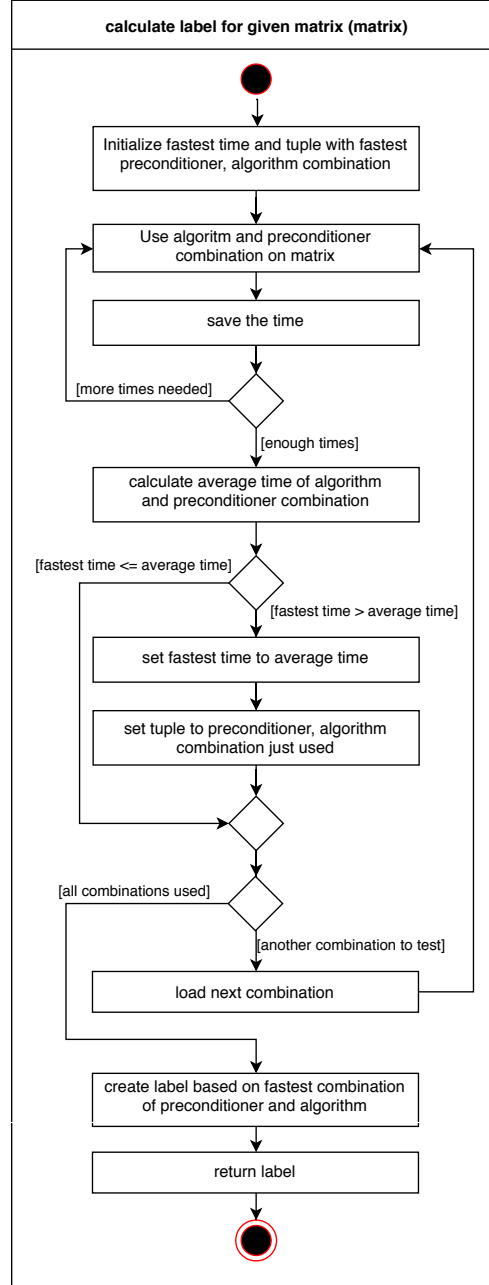 calculate label for given matrix (matrix)
Initialize fastest time and tuple with fastest
preconditioner, algorithm combination
Use algoritm and preconditioner
combination on matrix
save the time
[more times needed]
[enough times]
calculate average time of algorithm
and preconditioner combination
[fastest time <= average time]
[fastest time > average time]
set fastest time to average time
set tuple to preconditioner, algorithm
combination just used
[all combinations used]
[another combination to test]
load next combination
create label based on fastest combination
of preconditioner and algorithm
return label